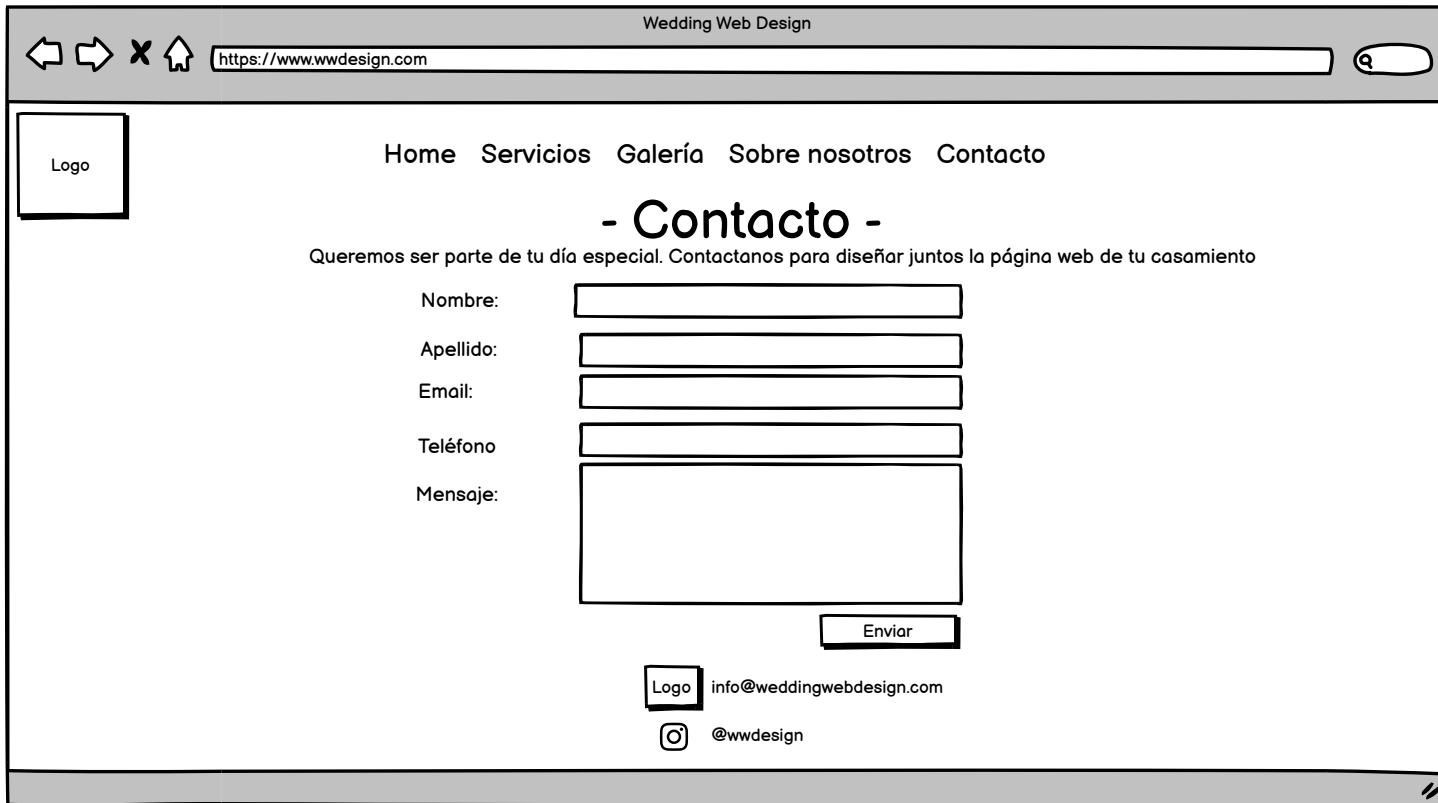 Wedding Web Design
https://www.wwdesign.com
Logo
Home Servicios Galería Sobre nosotros Contacto
- Contacto -
Queremos ser parte de tu día especial. Contactanos para diseñar juntos la página web de tu casamiento
Nombre:
Apellido:
Email:
Teléfono
Mensaje:
Enviar
Logo info@weddingwebdesign.com
@wwdesign